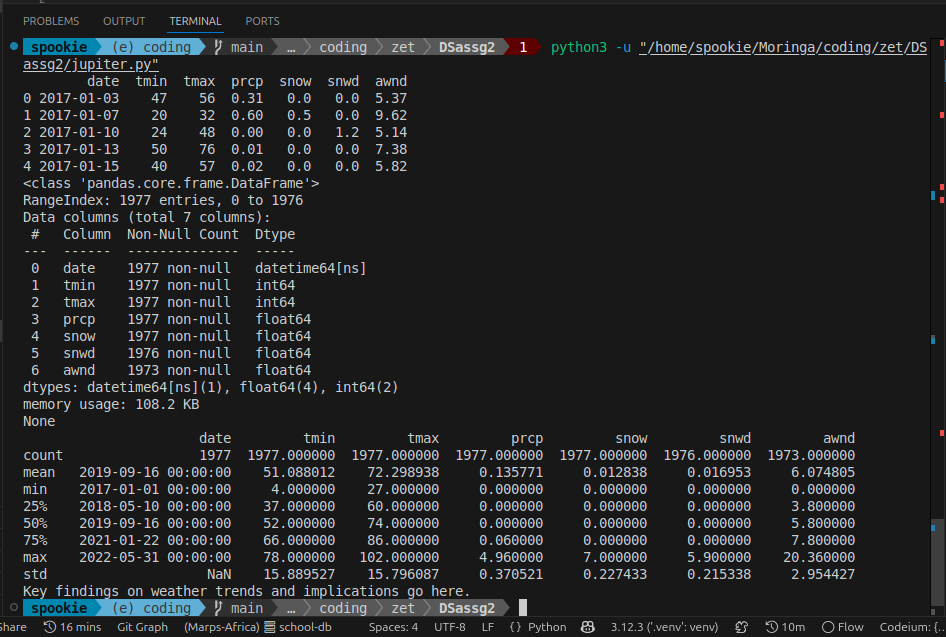 PROBLEMS OUTPUT TERMINAL PORTS
spookie (e) coding main … coding zet DSassg2 1 python3 -u "/home/spookie/Moringa/coding/zet/DS
assg2/jupiter.py"
date tmin tmax prcp snow snwd awnd
0 2017-01-03 47 56 0.31 0.0 0.0 5.37
1 2017-01-07 20 32 0.60 0.5 0.0 9.62
2 2017-01-10 24 48 0.00 0.0 1.2 5.14
3 2017-01-13 50 76 0.01 0.0 0.0 7.38
4 2017-01-15 40 57 0.02 0.0 0.0 5.82
<class 'pandas.core.frame.DataFrame'>
RangeIndex: 1977 entries, 0 to 1976
Data columns (total 7 columns):
# Column Non-Null Count Dtype
--- ------ -------------- -----
0 date 1977 non-null datetime64[ns]
1 tmin 1977 non-null int64
2 tmax 1977 non-null int64
3 prcp 1977 non-null float64
4 snow 1977 non-null float64
5 snwd 1976 non-null float64
6 awnd 1973 non-null float64
dtypes: datetime64[ns](1), float64(4), int64(2)
memory usage: 108.2 KB
None
date tmin tmax prcp snow snwd awnd
count 1977 1977.000000 1977.000000 1977.000000 1977.000000 1976.000000 1973.000000
mean 2019-09-16 00:00:00 51.088012 72.298938 0.135771 0.012838 0.016953 6.074805
min 2017-01-01 00:00:00 4.000000 27.000000 0.000000 0.000000 0.000000 0.000000
25% 2018-05-10 00:00:00 37.000000 60.000000 0.000000 0.000000 0.000000 3.800000
50% 2019-09-16 00:00:00 52.000000 74.000000 0.000000 0.000000 0.000000 5.800000
75% 2021-01-22 00:00:00 66.000000 86.000000 0.060000 0.000000 0.000000 7.800000
max 2022-05-31 00:00:00 78.000000 102.000000 4.960000 7.000000 5.900000 20.360000
std NaN 15.889527 15.796087 0.370521 0.227433 0.215338 2.954427
Key findings on weather trends and implications go here.
spookie (e) coding main … coding zet DSassg2
Share 16 mins Git Graph (Marps-Africa) school-db Spaces: 4 UTF-8 LF {} Python 3.12.3 ('.venv': venv) 10m Flow Codeium: {.